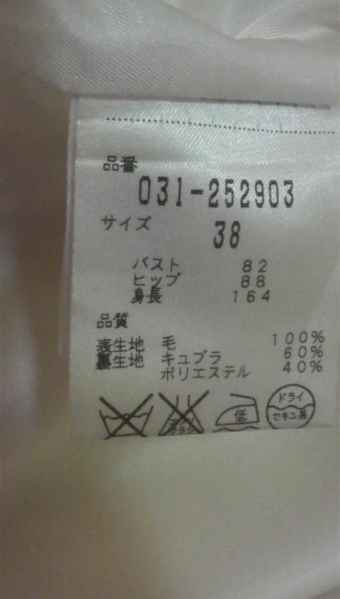 品番
031-252903
サイズ
38
バスト 82
ヒップ 88
身長 164
品質
表生地 毛 100%
裏生地 キュプラ 60%
ポリエステル 40%
低
ドライ
セキユ系